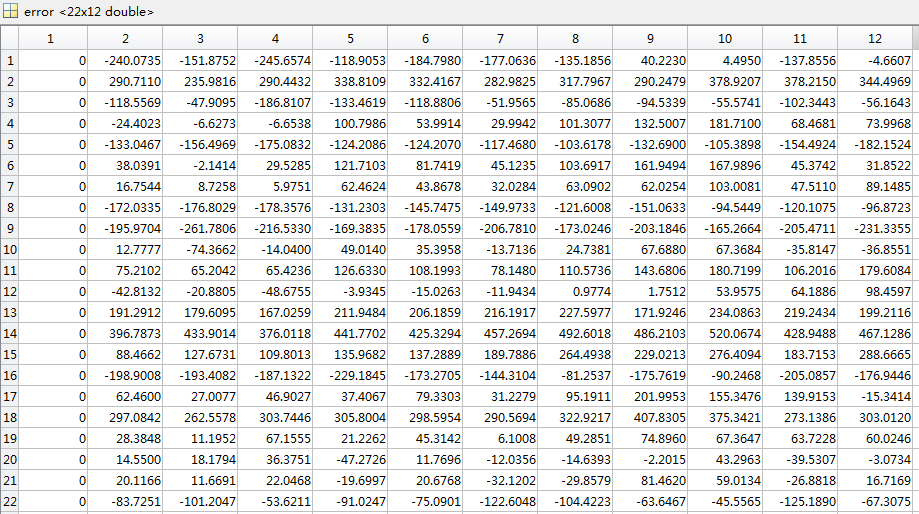 error <22x12 double>
1 2 3 4 5 6 7 8 9 10 11 12
1 0 -240.0735 -151.8752 -245.6574 -118.9053 -184.7980 -177.0636 -135.1856 40.2230 4.4950 -137.8556 -4.6607
2 0 290.7110 235.9816 290.4432 338.8109 332.4167 282.9825 317.7967 290.2479 378.9207 378.2150 344.4969
3 0 -118.5569 -47.9095 -186.8107 -133.4619 -118.8806 -51.9565 -85.0686 -94.5339 -55.5741 -102.3443 -56.1643
4 0 -24.4023 -6.6273 -6.6538 100.7986 53.9914 29.9942 101.3077 132.5007 181.7100 68.4681 73.9968
5 0 -133.0467 -156.4969 -175.0832 -124.2086 -124.2070 -117.4680 -103.6178 -132.6900 -105.3898 -154.4924 -182.1524
6 0 38.0391 -2.1414 29.5285 121.7103 81.7419 45.1235 103.6917 161.9494 167.9896 45.3742 31.8522
7 0 16.7544 8.7258 5.9751 62.4624 43.8678 32.0284 63.0902 62.0254 103.0081 47.5110 89.1485
8 0 -172.0335 -176.8029 -178.3576 -131.2303 -145.7475 -149.9733 -121.6008 -151.0633 -94.5449 -120.1075 -96.8723
9 0 -195.9704 -261.7806 -216.5330 -169.3835 -178.0559 -206.7810 -173.0246 -203.1846 -165.2664 -205.4711 -231.3355
10 0 12.7777 -74.3662 -14.0400 49.0140 35.3958 -13.7136 24.7381 67.6880 67.3684 -35.8147 -36.8551
11 0 75.2102 65.2042 65.4236 126.6330 108.1993 78.1480 110.5736 143.6806 180.7199 106.2016 179.6084
12 0 -42.8132 -20.8805 -48.6755 -3.9345 -15.0263 -11.9434 0.9774 1.7512 53.9575 64.1886 98.4597
13 0 191.2912 179.6095 167.0259 211.9484 206.1859 216.1917 227.5977 171.9246 234.0863 219.2434 199.2116
14 0 396.7873 433.9014 376.0118 441.7702 425.3294 457.2694 492.6018 486.2103 520.0674 428.9488 467.1286
15 0 88.4662 127.6731 109.8013 135.9682 137.2889 189.7886 264.4938 229.0213 276.4094 183.7153 288.6665
16 0 -198.9008 -193.4082 -187.1322 -229.1845 -173.2705 -144.3104 -81.2537 -175.7619 -90.2468 -205.0857 -176.9446
17 0 62.4600 27.0077 46.9027 37.4067 79.3303 31.2279 95.1911 201.9953 155.3476 139.9153 -15.3414
18 0 297.0842 262.5578 303.7446 305.8004 298.5954 290.5694 322.9217 407.8305 375.3421 273.1386 303.0120
19 0 28.3848 11.1952 67.1555 21.2262 45.3142 6.1008 49.2851 74.8960 67.3647 63.7228 60.0246
20 0 14.5500 18.1794 36.3751 -47.2726 11.7696 -12.0356 -14.6393 -2.2015 43.2963 -39.5307 -3.0734
21 0 20.1166 11.6691 22.0468 -19.6997 20.6768 -32.1202 -29.8579 81.4620 59.0134 -26.8818 16.7169
22 0 -83.7251 -101.2047 -53.6211 -91.0247 -75.0901 -122.6048 -104.4223 -63.6467 -45.5565 -125.1890 -67.3075